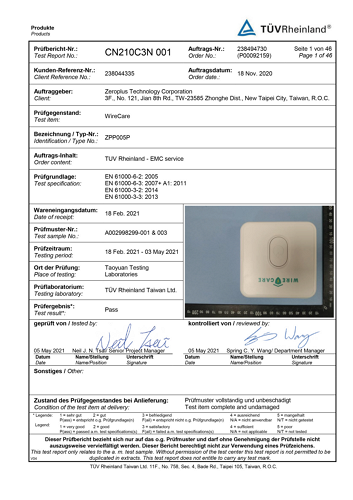 Produkte
Products
TÜVRheinland®
Prüfbericht-Nr.:
Test Report No.:
CN210C3N 001
Auftrags-Nr.:
Order No.:
238494730
(P00092159)
Seite 1 von 46
Page 1 of 46
Kunden-Referenz-Nr.:
Client Reference No.:
238044335
Auftragsdatum:
Order date.:
18 Nov. 2020
Auftraggeber:
Client:
Zeroplus Technology Corporation
3F., No. 121, Jian 8th Rd., TW-23585 Zhonghe Dist., New Taipei City, Taiwan, R.O.C.
Prüfgegenstand:
Test item:
WireCare
Bezeichnung / Typ-Nr.:
Identification / Type No.:
ZPP005P
Auftrags-Inhalt:
Order content:
TUV Rheinland - EMC service
Prüfgrundlage:
Test specification:
EN 61000-6-2: 2005
EN 61000-6-3: 2007+ A1: 2011
EN 61000-3-2: 2014
EN 61000-3-3: 2013
Wareneingangsdatum:
Date of receipt:
18 Feb. 2021
WIRE CARE
Prüfmuster-Nr.:
Test sample No.:
A002998299-001 & 003
Prüfzeitraum:
Testing period:
18 Feb. 2021 - 03 May 2021
Ort der Prüfung:
Place of testing:
Taoyuan Testing
Laboratories
Prüflaboratorium:
Testing laboratory:
TÜV Rheinland Taiwan Ltd.
Prüfergebnis*:
Test result*:
Pass
geprüft von / tested by:
kontrolliert von / reviewed by:
05 May 2021 Neil J. N. Tsai/ Senior Project Manager
05 May 2021 Spring C. Y. Wang/ Department Manager
Datum Name/Stellung Unterschrift
Date Name/Position Signature
Datum Name/Stellung Unterschrift
Date Name/Position Signature
Sonstiges / Other:
Zustand des Prüfgegenstandes bei Anlieferung:
Condition of the test item at delivery:
Prüfmuster vollständig und unbeschädigt
Test item complete and undamaged
* Legende: 1 = sehr gut 2 = gut 3 = befriedigend 4 = ausreichend 5 = mangelhaft
P(ass) = entspricht o.g. Prüfgrundlage(n) F(ail) = entspricht nicht o.g. Prüfgrundlage(n) N/A = nicht anwendbar N/T = nicht getestet
Legend: 1 = very good 2 = good 3 = satisfactory 4 = sufficient 5 = poor
P(ass) = passed a.m. test specification(s) F(ail) = failed a.m. test specification(s) N/A = not applicable N/T = not tested
Dieser Prüfbericht bezieht sich nur auf das o.g. Prüfmuster und darf ohne Genehmigung der Prüfstelle nicht
auszugsweise vervielfältigt werden. Dieser Bericht berechtigt nicht zur Verwendung eines Prüfzeichens.
This test report only relates to the a. m. test sample. Without permission of the test center this test report is not permitted to be
duplicated in extracts. This test report does not entitle to carry any test mark.
V04
TÜV Rheinland Taiwan Ltd. 11F., No. 758, Sec. 4, Bade Rd., Taipei 105, Taiwan, R.O.C.